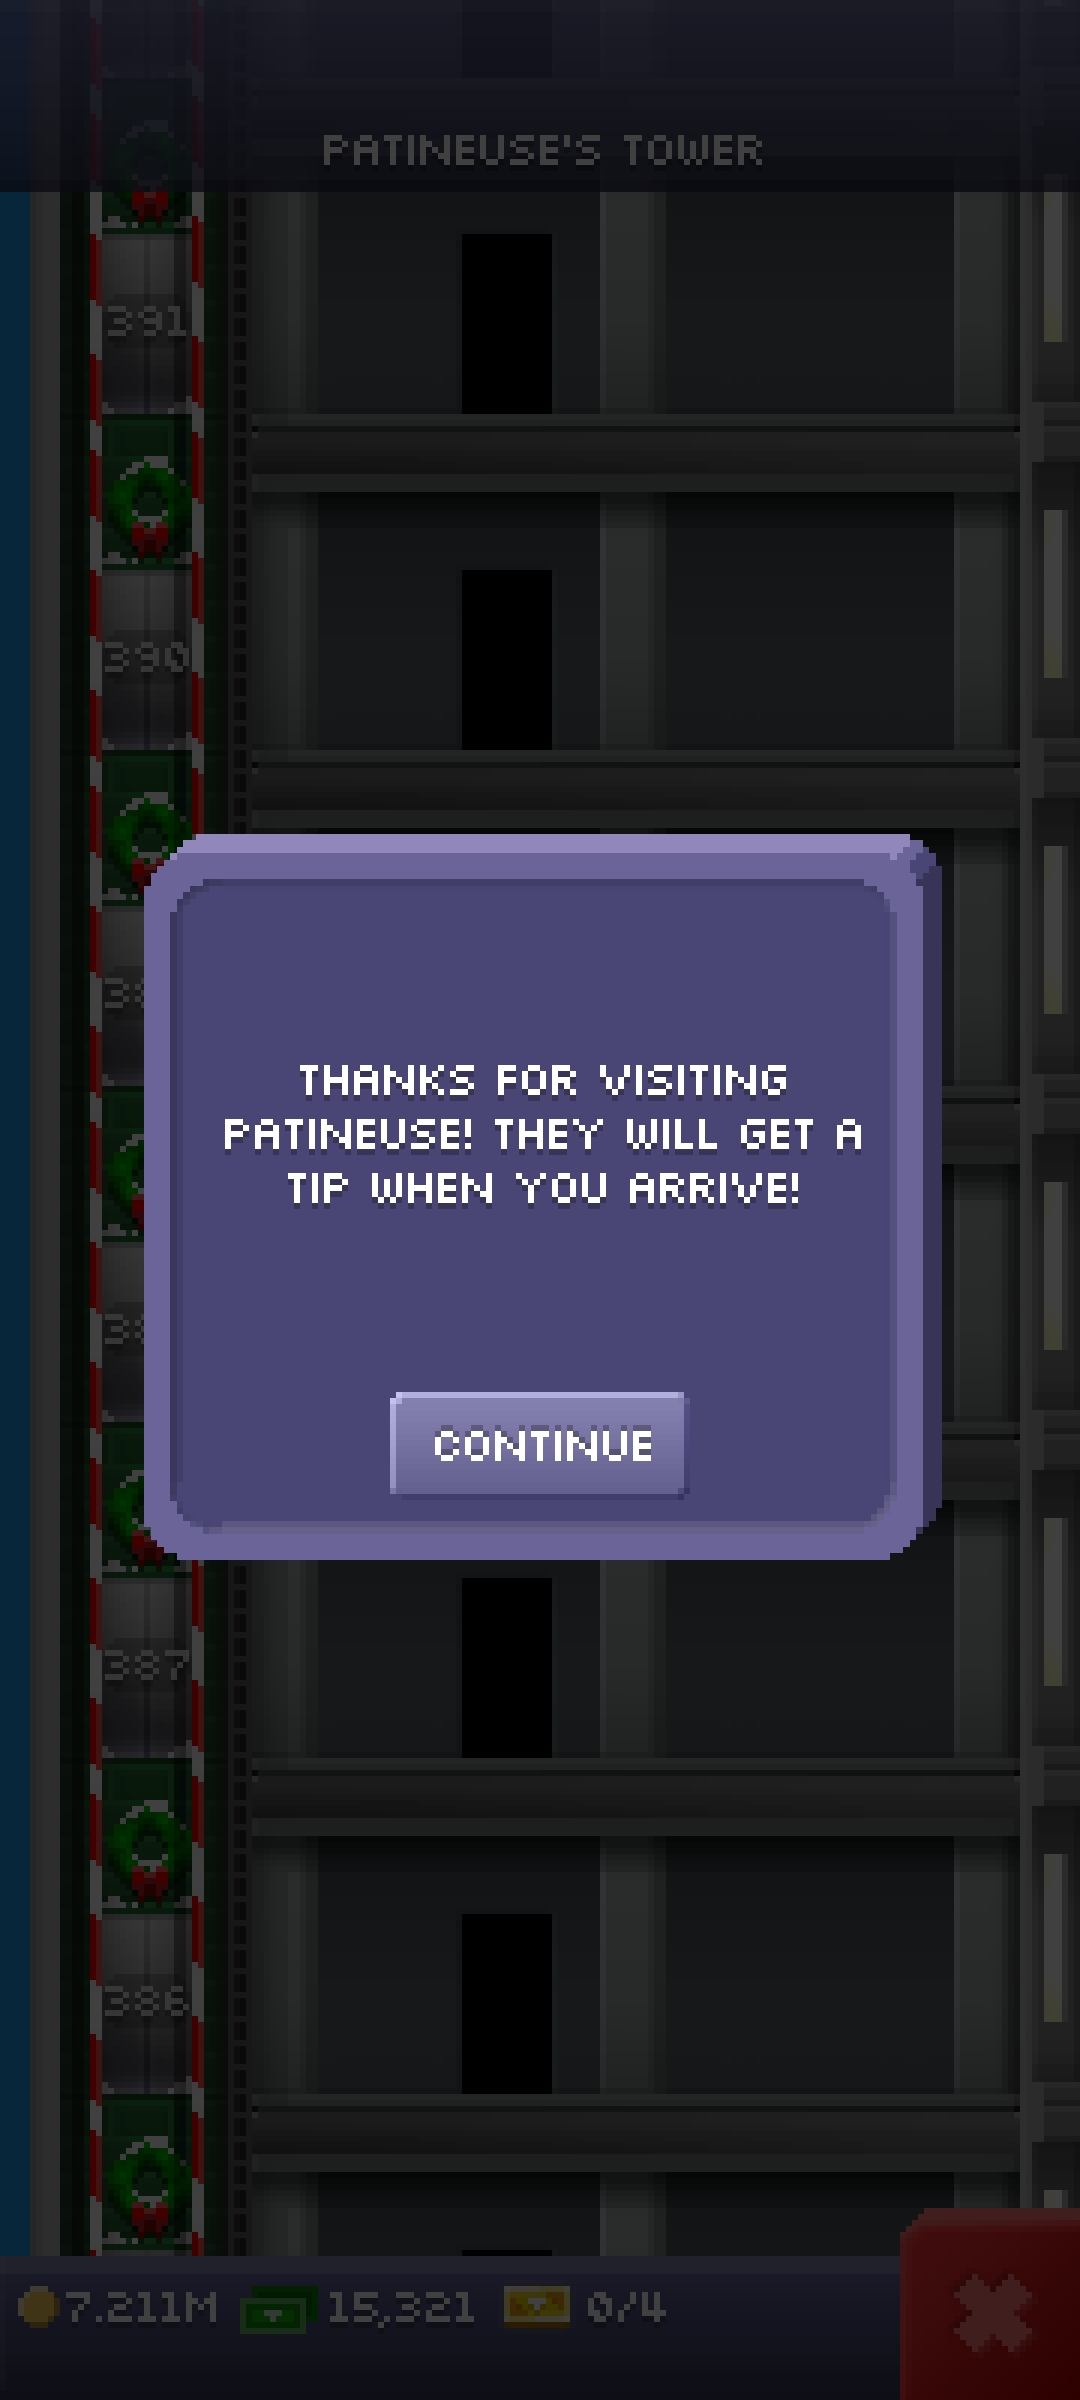 PATINEUSE'S TOWER
391
390
THANKS FOR VISITING
PATINEUSE! THEY WILL GET A
TIP WHEN YOU ARRIVE!
CONTINUE
387
386
7.211M 15,321 0/4